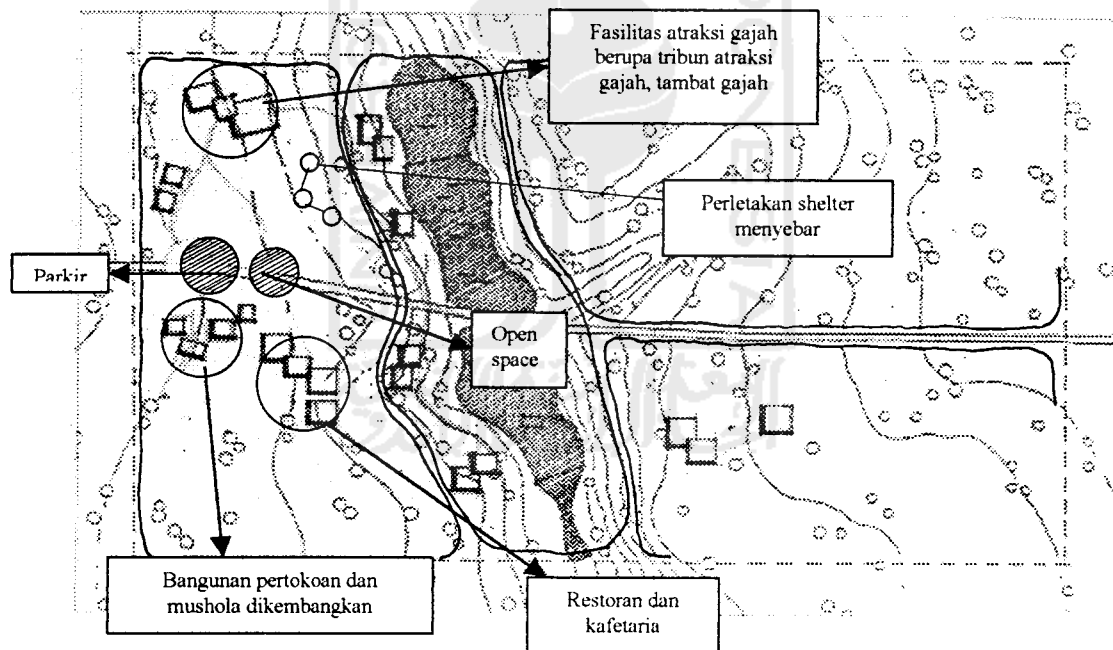 Fasilitas atraksi gajah
berupa tribun atraksi
gajah, tambat gajah
Perletakan shelter
menyebar
Parkir
Open
space
Bangunan pertokoan dan
mushola dikembangkan
Restoran dan
kafetaria